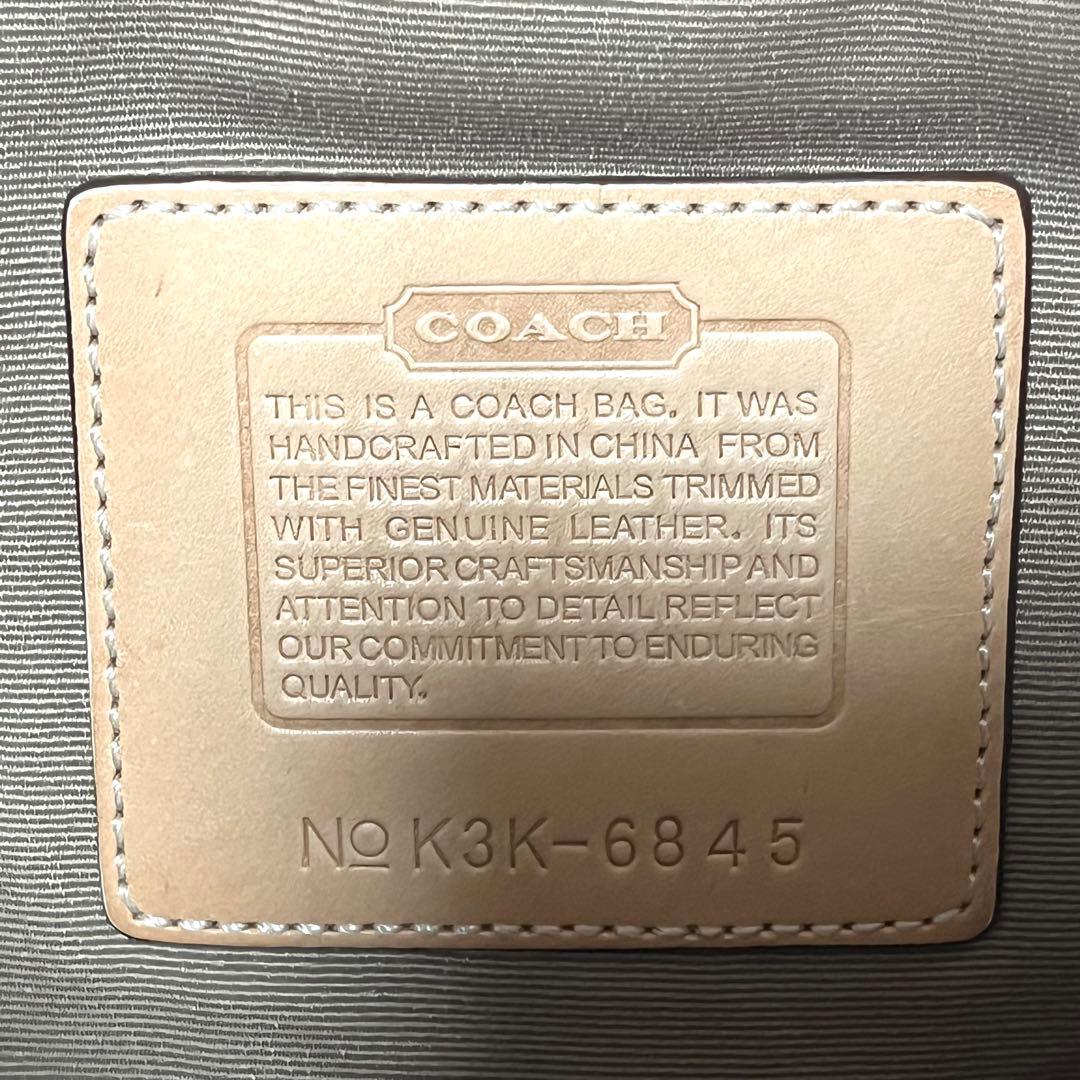 COACH
THIS IS A COACH BAG. IT WAS
HANDCRAFTED IN CHINA FROM
THE FINEST MATERIALS TRIMMED
WITH GENUINE LEATHER. ITS
SUPERIOR CRAFTSMANSHIP AND
ATTENTION TO DETAIL REFLECT
OUR COMMITMENT TO ENDURING
QUALITY.
№ K3K-6845